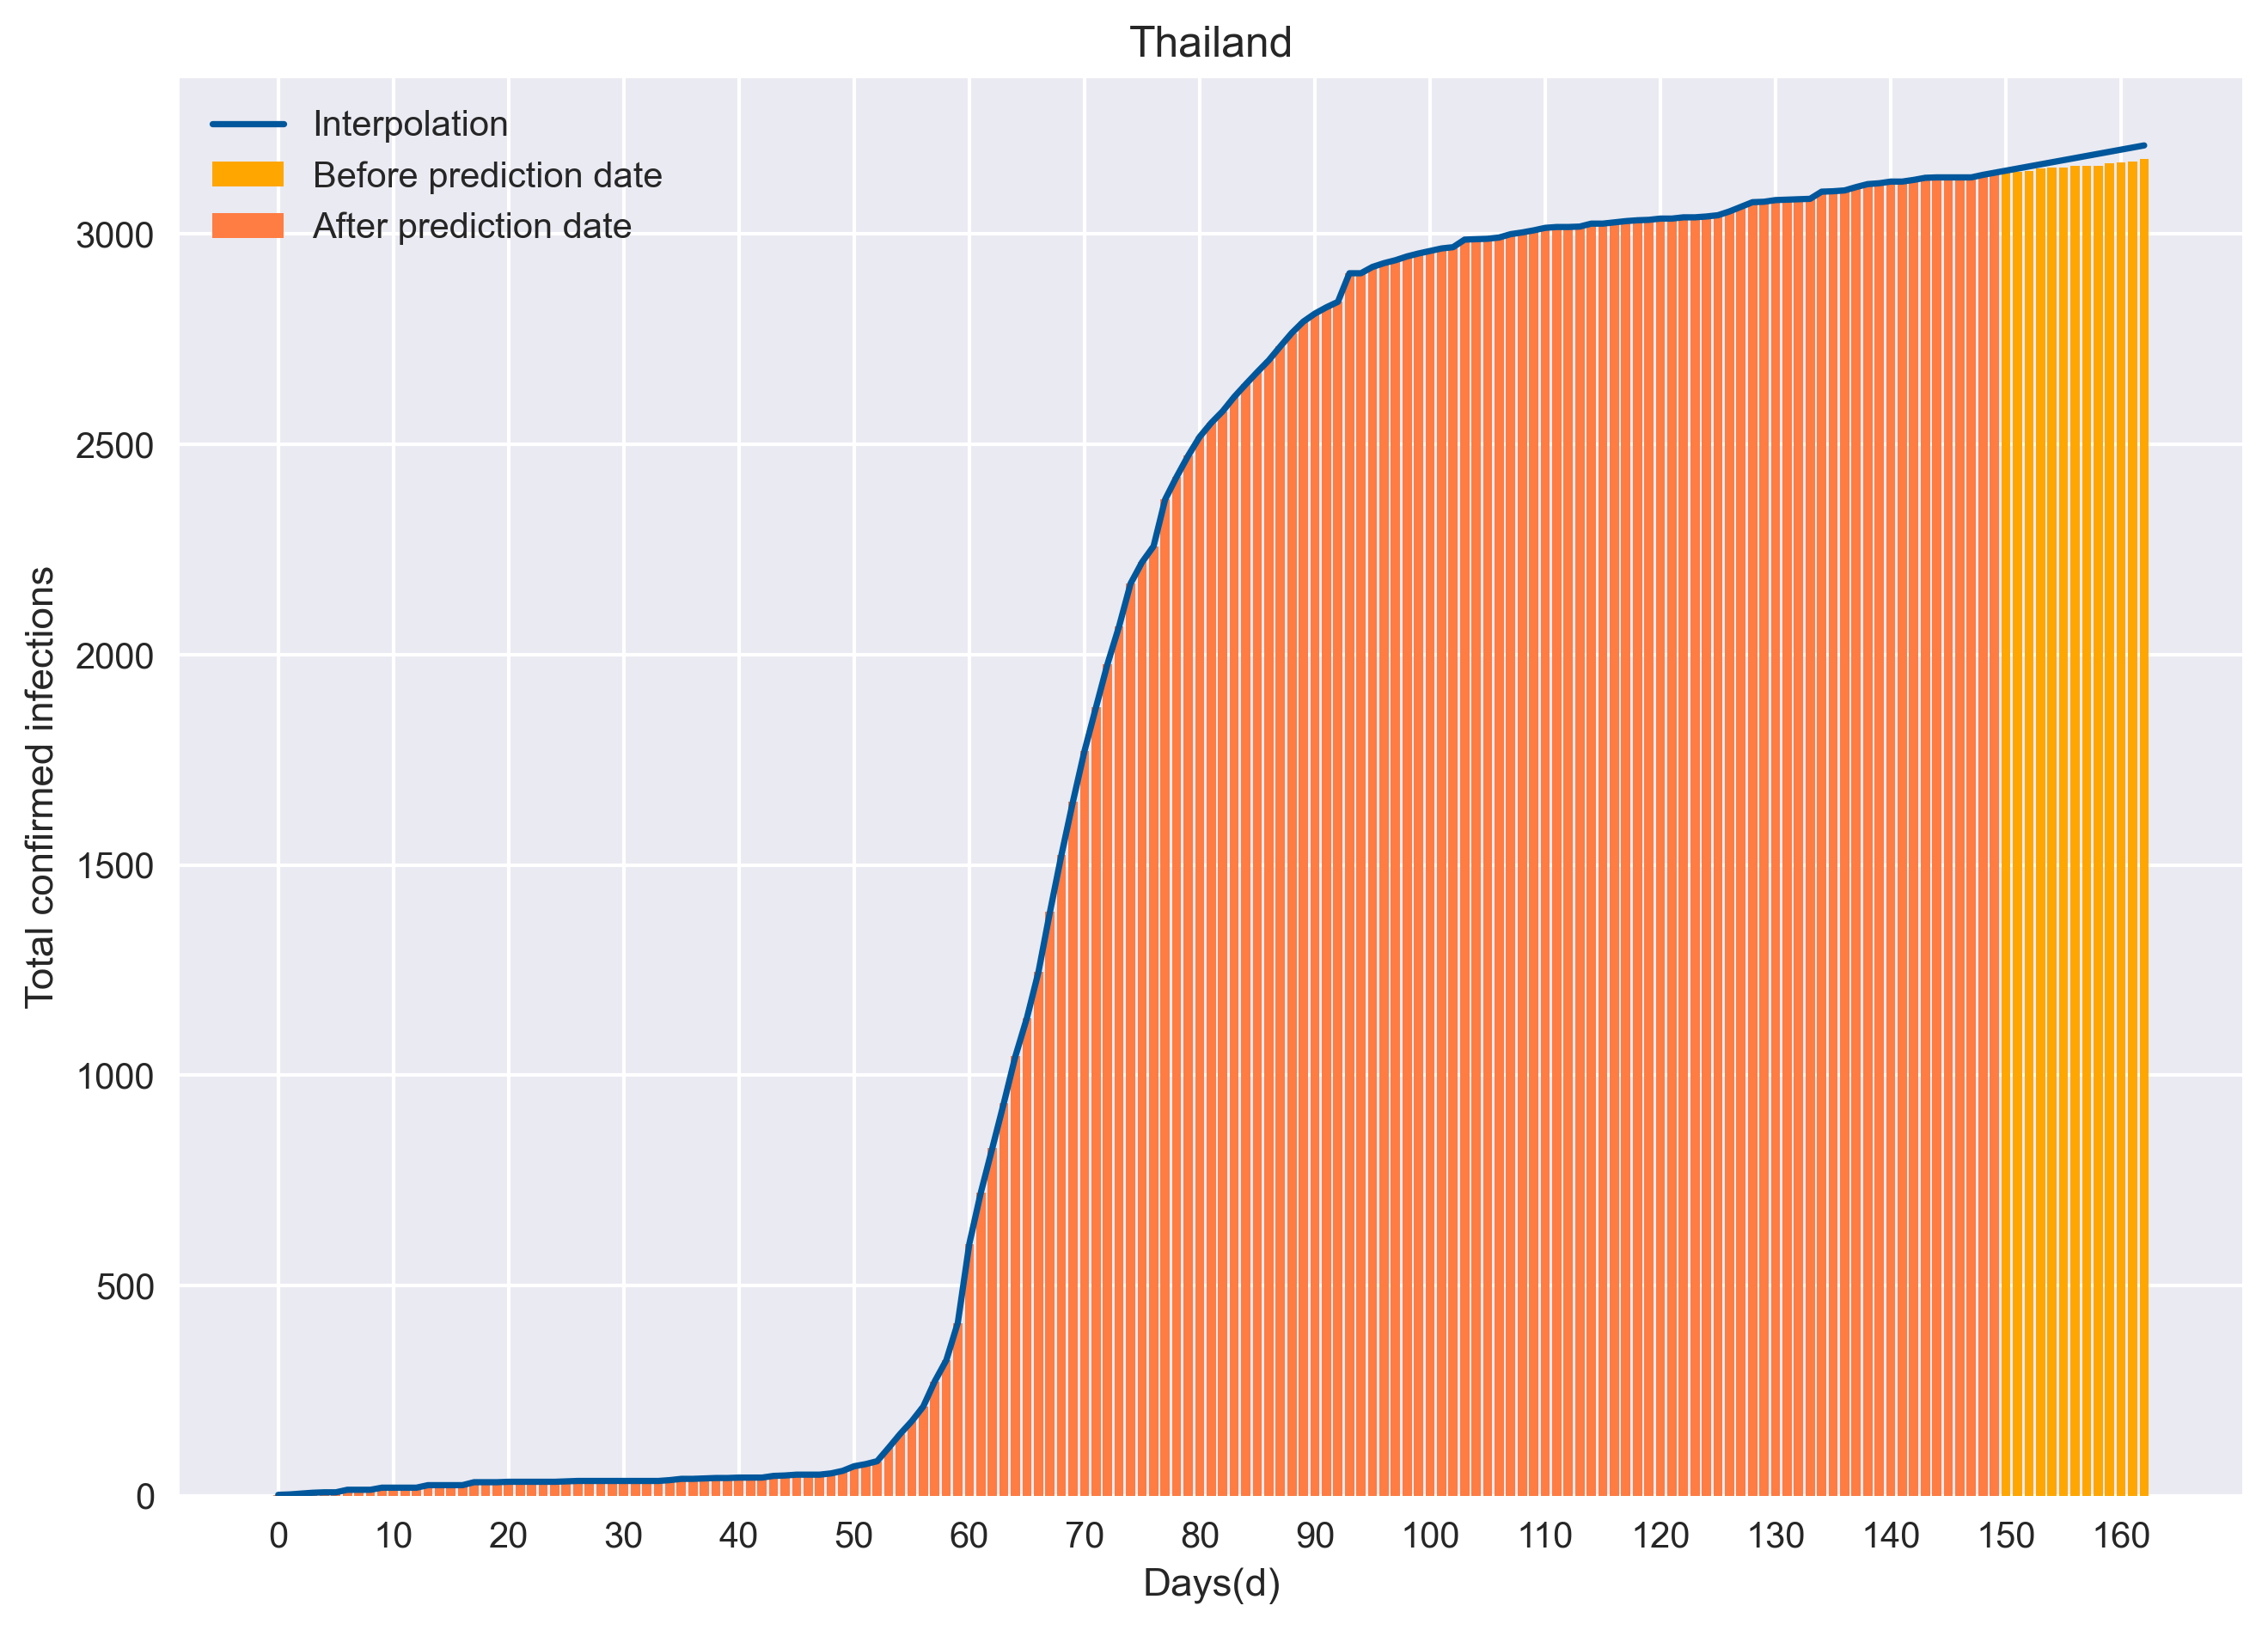 Thailand
Interpolation
Before prediction date
After prediction date
Total confirmed infections
3000
2500
2000
1500
1000
500
0
0 10 20 30 40 50 60 70 80 90 100 110 120 130 140 150 160
Days(d)